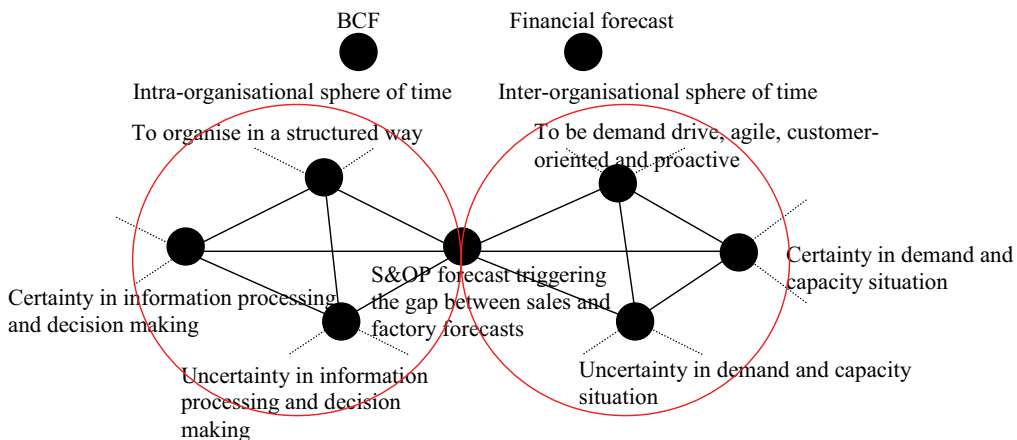 BCF
Financial forecast
Intra-organisational sphere of time
Inter-organisational sphere of time
To organise in a structured way
To be demand drive, agile, customer-
oriented and proactive
S&OP forecast triggering
the gap between sales and
factory forecasts
Certainty in demand and
capacity situation
Certainty in information processing
and decision making
Uncertainty in information
processing and decision
making
Uncertainty in demand and capacity
situation